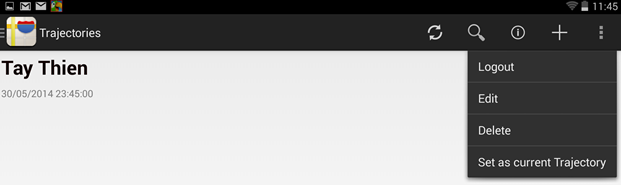 11:45
Trajectories
Tay Thien
30/05/2014 23:45:00
Logout
Edit
Delete
Set as current Trajectory